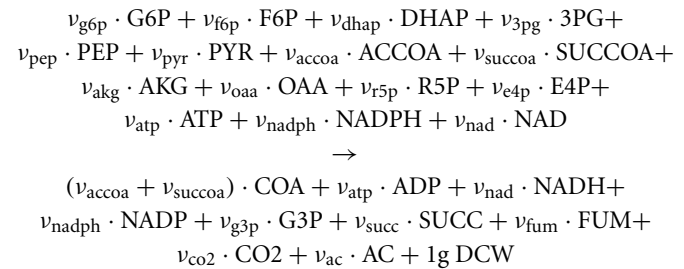 ν_g6p · G6P + ν_f6p · F6P + ν_dhap · DHAP + ν_3pg · 3PG+
ν_pep · PEP + ν_pyr · PYR + ν_accoa · ACCOA + ν_succoa · SUCCOA+
ν_akg · AKG + ν_oaa · OAA + ν_r5p · R5P + ν_e4p · E4P+
ν_atp · ATP + ν_nadph · NADPH + ν_nad · NAD
→
(ν_accoa + ν_succoa) · COA + ν_atp · ADP + ν_nad · NADH+
ν_nadph · NADP + ν_g3p · G3P + ν_succ · SUCC + ν_fum · FUM+
ν_co2 · CO2 + ν_ac · AC + 1g DCW